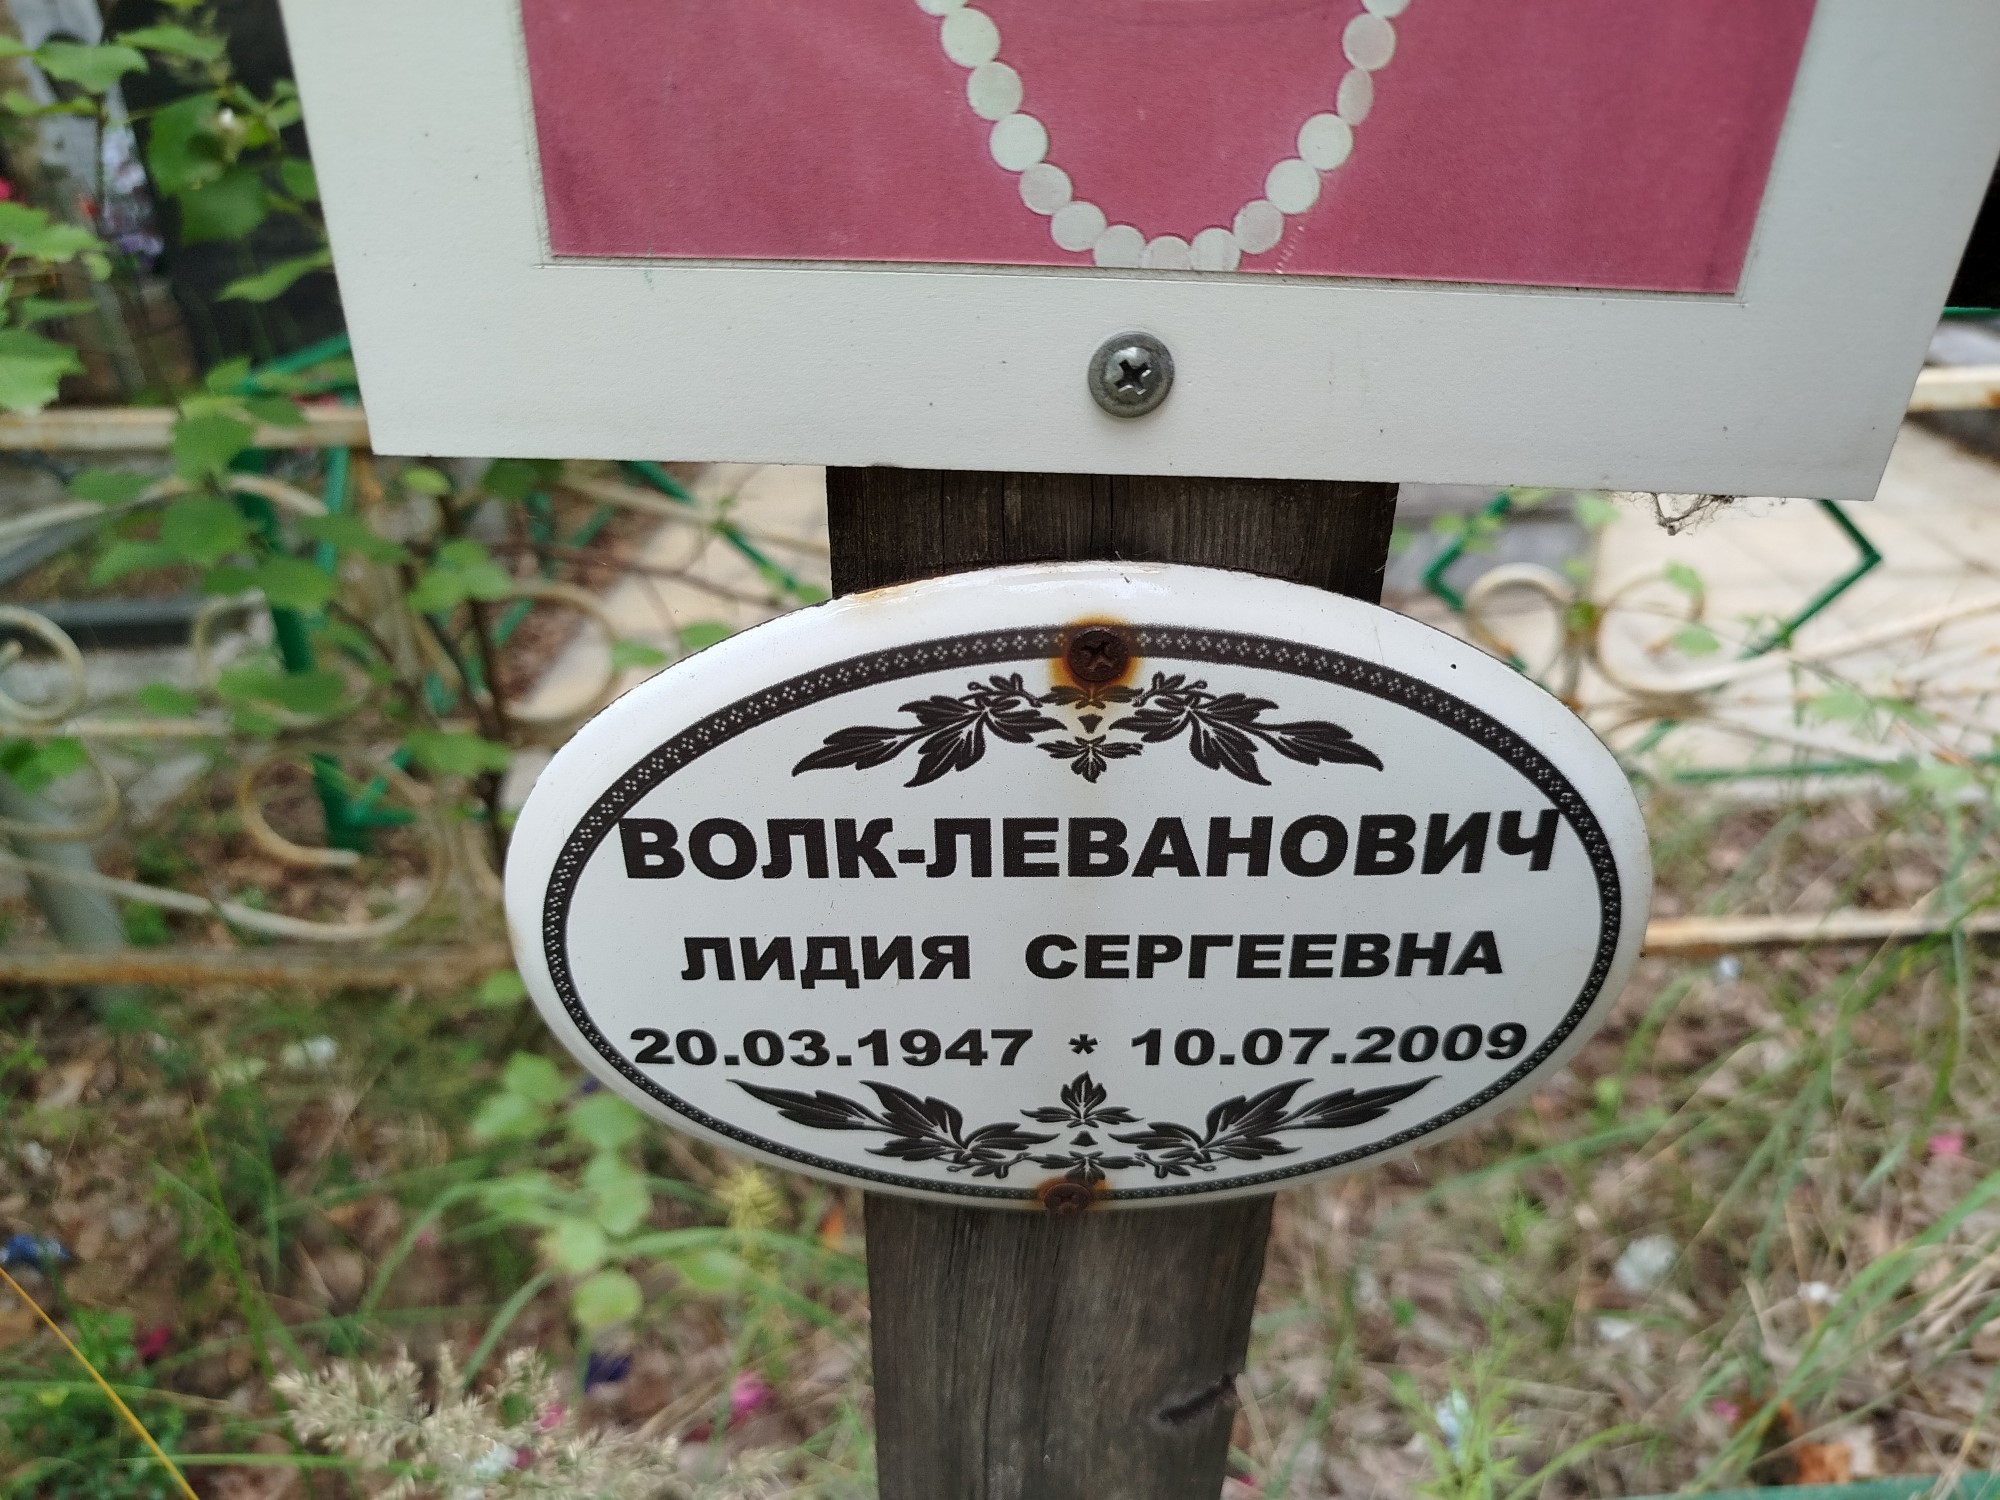 ВОЛК-ЛЕВАНОВИЧ
ЛИДИЯ СЕРГЕЕВНА
20.03.1947 * 10.07.2009